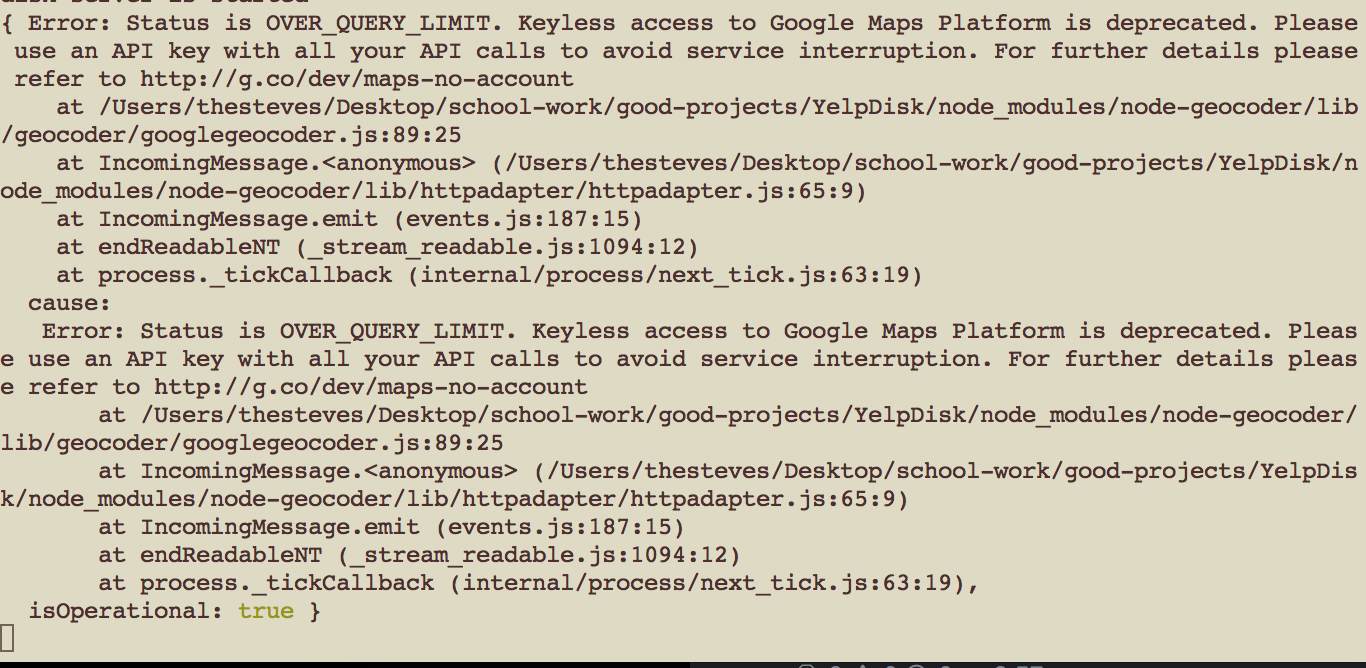 disk server is started
{ Error: Status is OVER_QUERY_LIMIT. Keyless access to Google Maps Platform is deprecated. Please
 use an API key with all your API calls to avoid service interruption. For further details please
 refer to http://g.co/dev/maps-no-account
    at /Users/thesteves/Desktop/school-work/good-projects/YelpDisk/node_modules/node-geocoder/lib
/geocoder/googlegeocoder.js:89:25
    at IncomingMessage.<anonymous> (/Users/thesteves/Desktop/school-work/good-projects/YelpDisk/n
ode_modules/node-geocoder/lib/httpadapter/httpadapter.js:65:9)
    at IncomingMessage.emit (events.js:187:15)
    at endReadableNT (_stream_readable.js:1094:12)
    at process._tickCallback (internal/process/next_tick.js:63:19)
  cause:
   Error: Status is OVER_QUERY_LIMIT. Keyless access to Google Maps Platform is deprecated. Pleas
e use an API key with all your API calls to avoid service interruption. For further details pleas
e refer to http://g.co/dev/maps-no-account
       at /Users/thesteves/Desktop/school-work/good-projects/YelpDisk/node_modules/node-geocoder/
lib/geocoder/googlegeocoder.js:89:25
       at IncomingMessage.<anonymous> (/Users/thesteves/Desktop/school-work/good-projects/YelpDis
k/node_modules/node-geocoder/lib/httpadapter/httpadapter.js:65:9)
       at IncomingMessage.emit (events.js:187:15)
       at endReadableNT (_stream_readable.js:1094:12)
       at process._tickCallback (internal/process/next_tick.js:63:19),
  isOperational: true }